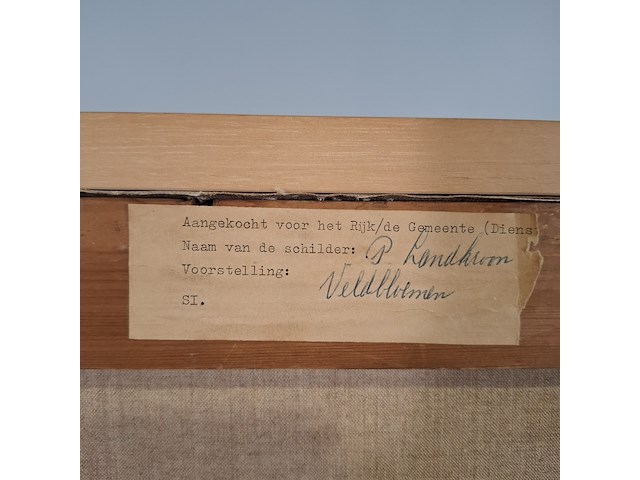 Aangekocht voor het Rijk/de Gemeente (Diens
Naam van de schilder: P Landkroon
Voorstelling: Veldbloemen
SI.